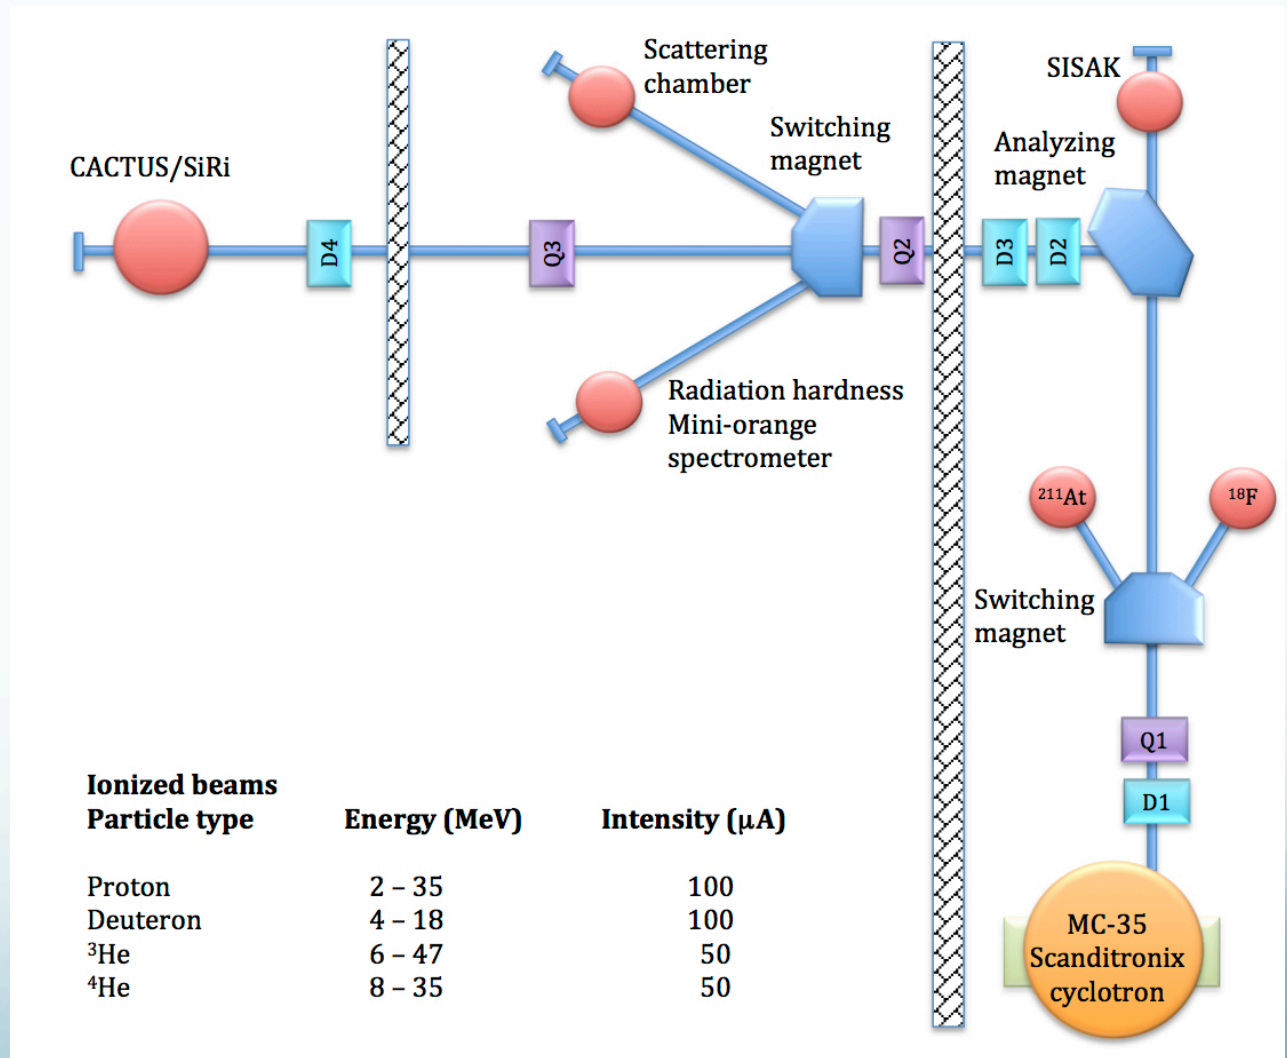 Scattering
chamber
SISAK
Switching
magnet
Analyzing
magnet
CACTUS/SiRi
D4
Q3
Q2
D3
D2
Radiation hardness
Mini-orange
spectrometer
²¹¹At
¹⁸F
Switching
magnet
Q1
D1
MC-35
Scanditronix
cyclotron
Ionized beams
Particle type Energy (MeV) Intensity (μA)
Proton 2 – 35 100
Deuteron 4 – 18 100
³He 6 – 47 50
⁴He 8 – 35 50